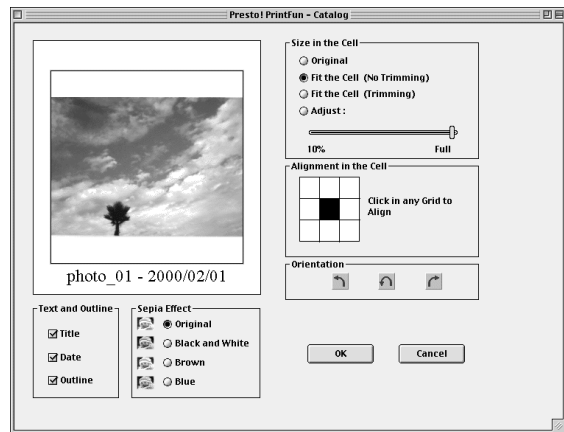 Presto! PrintFun - Catalog
photo_01 - 2000/02/01
Size in the Cell
Original
Fit the Cell (No Trimming)
Fit the Cell (Trimming)
Adjust :
10% Full
Alignment in the Cell
Click in any Grid to
Align
Orientation
Text and Outline
Title
Date
Outline
Sepia Effect
Original
Black and White
Brown
Blue
OK Cancel